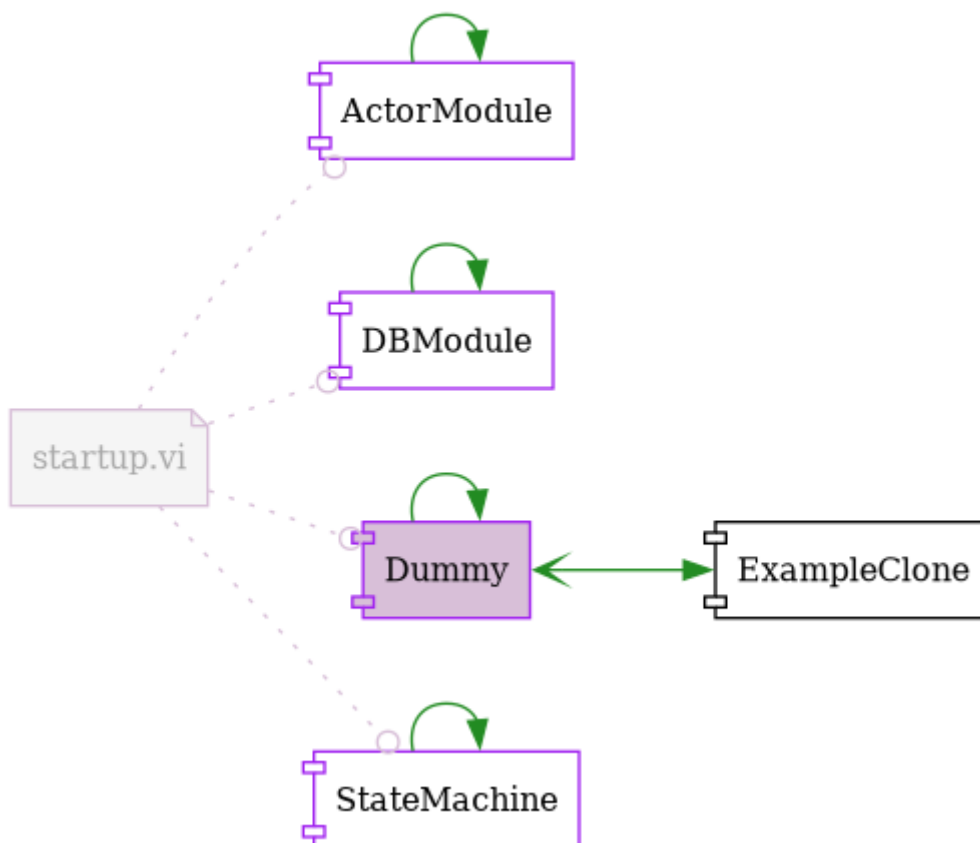 ActorModule
DBModule
startup.vi
Dummy
ExampleClone
StateMachine